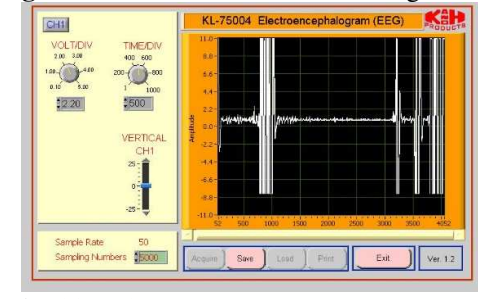 CH1
KL-75004 Electroencephalogram (EEG)
K&H
PRODUCTS
VOLT/DIV
TIME/DIV
2.00 3.00
400 600
1.00 4.00
200 800
0.10 5.00
1 1000
2.20
500
VERTICAL
CH1
25
0
-25
Amplitude
11.0
8.8
6.6
4.4
2.2
0.0
-2.2
-4.4
-6.6
-8.8
-11.0
52 500 1000 1500 2000 2500 3000 3500 4052
Sample Rate 50
Sampling Numbers 5000
Acquire Save Load Print Exit Ver. 1.2